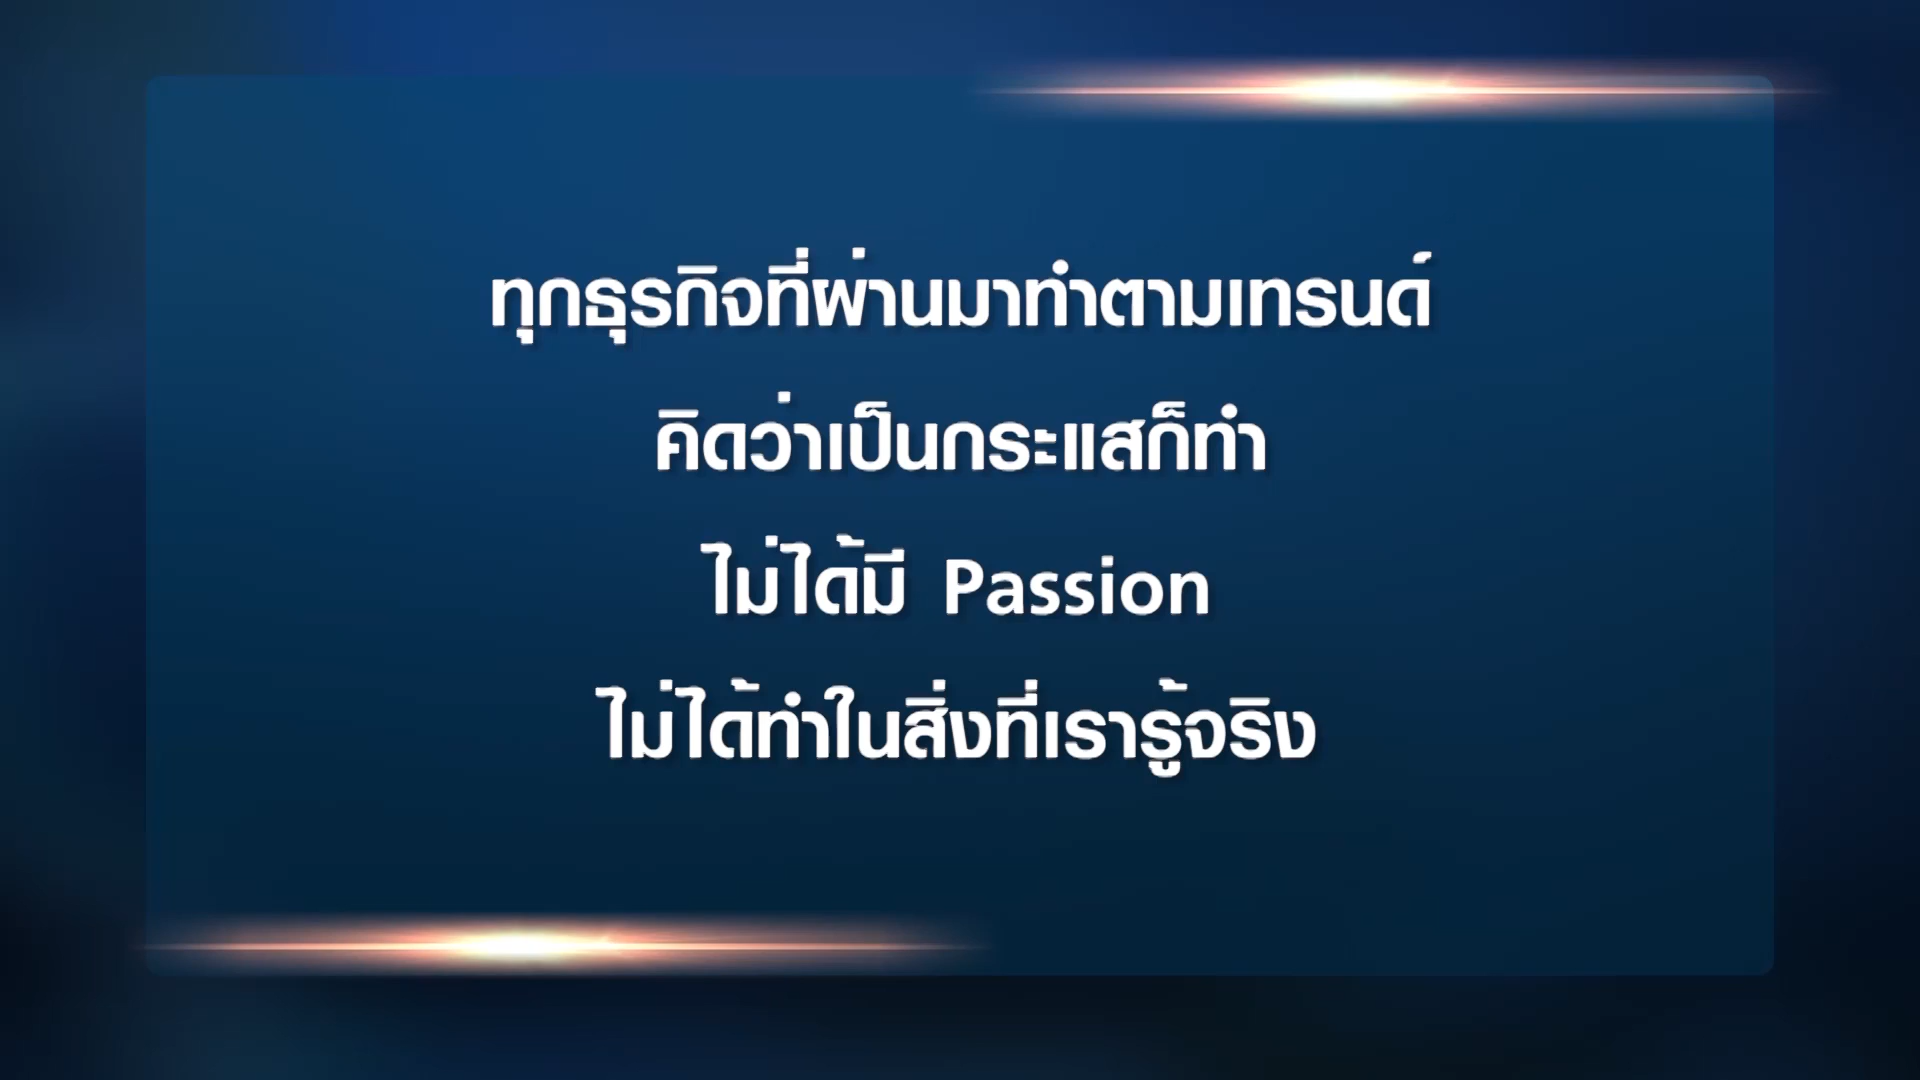 ทุกธุรกิจที่ผ่านมาทำตามเทรนด์
คิดว่าเป็นกระแสก็ทำ
ไม่ได้มี Passion
ไม่ได้ทำในสิ่งที่เรารู้จริง